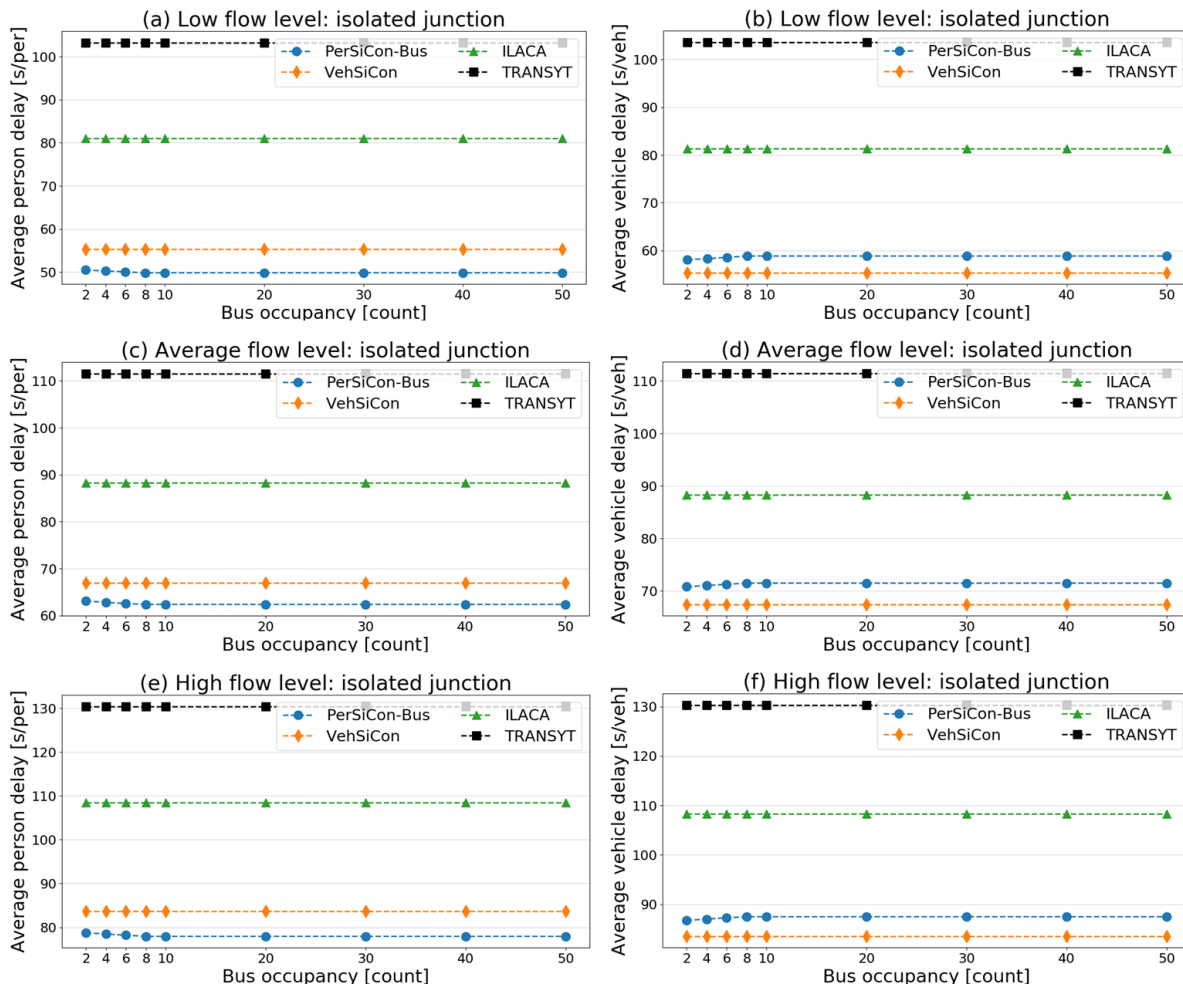 (a) Low flow level: isolated junction
Average person delay [s/per]
100
90
80
70
60
50
PerSiCon-Bus
VehSiCon
ILACA
TRANSYT
2 4 6 8 10 20 30 40 50
Bus occupancy [count]
(b) Low flow level: isolated junction
Average vehicle delay [s/veh]
100
90
80
70
60
PerSiCon-Bus
VehSiCon
ILACA
TRANSYT
2 4 6 8 10 20 30 40 50
Bus occupancy [count]
(c) Average flow level: isolated junction
Average person delay [s/per]
110
100
90
80
70
60
PerSiCon-Bus
VehSiCon
ILACA
TRANSYT
2 4 6 8 10 20 30 40 50
Bus occupancy [count]
(d) Average flow level: isolated junction
Average vehicle delay [s/veh]
110
100
90
80
70
PerSiCon-Bus
VehSiCon
ILACA
TRANSYT
2 4 6 8 10 20 30 40 50
Bus occupancy [count]
(e) High flow level: isolated junction
Average person delay [s/per]
130
120
110
100
90
80
PerSiCon-Bus
VehSiCon
ILACA
TRANSYT
2 4 6 8 10 20 30 40 50
Bus occupancy [count]
(f) High flow level: isolated junction
Average vehicle delay [s/veh]
130
120
110
100
90
PerSiCon-Bus
VehSiCon
ILACA
TRANSYT
2 4 6 8 10 20 30 40 50
Bus occupancy [count]